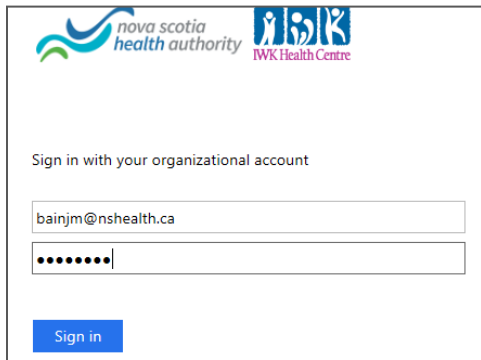 nova scotia
health authority
IWK Health Centre
Sign in with your organizational account
bainjm@nshealth.ca
••••••••
Sign in